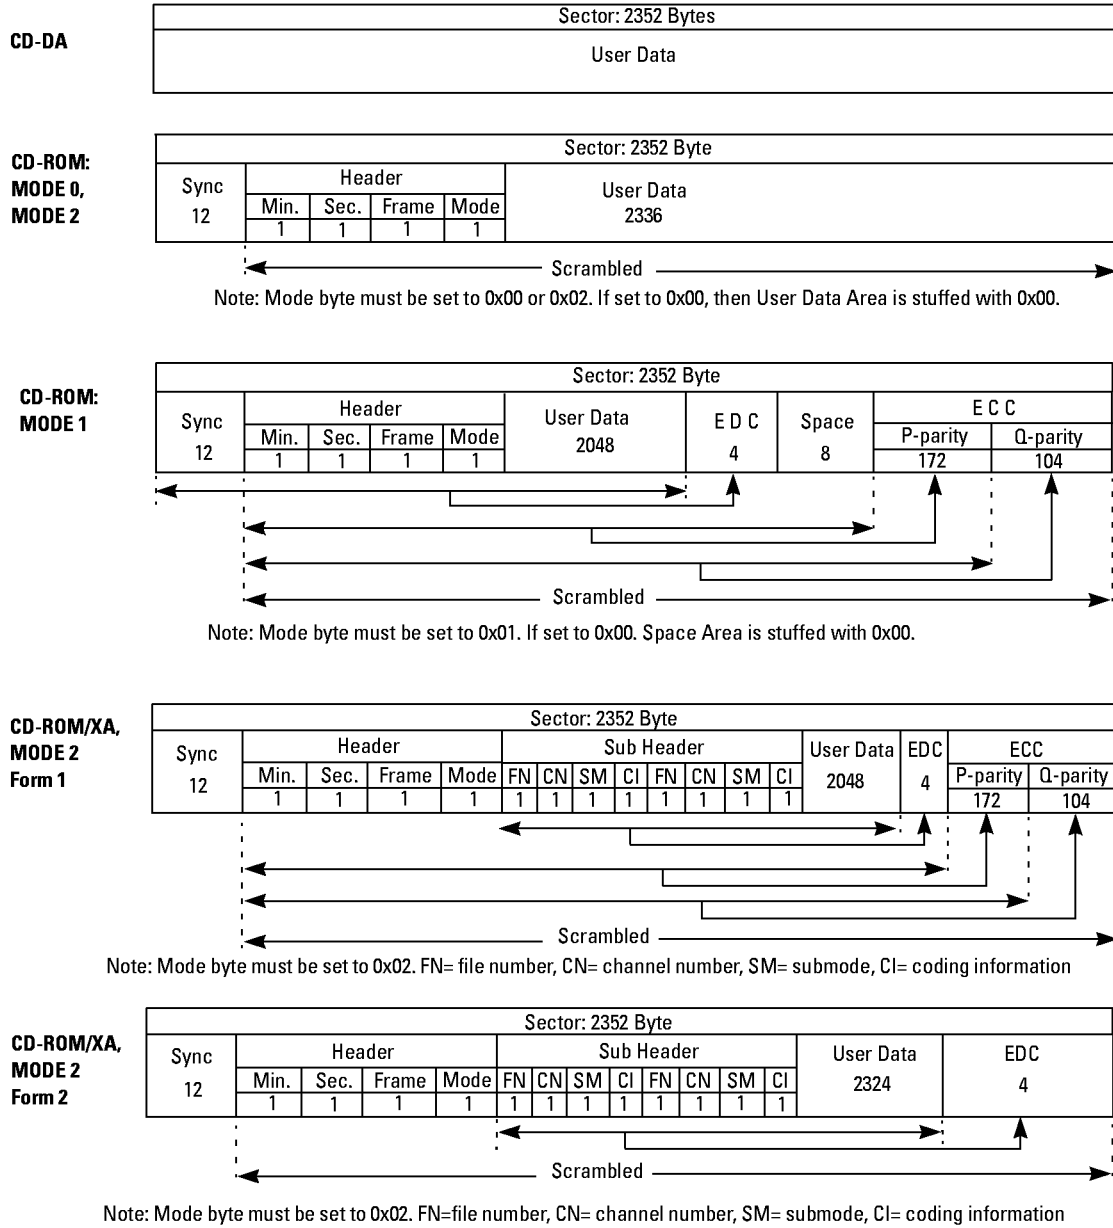 Sector: 2352 Bytes
CD-DA
User Data
Sector: 2352 Byte
CD-ROM:
MODE 0,
MODE 2
Sync
12
Header
Min. Sec. Frame Mode
1 1 1 1
User Data
2336
Scrambled
Note: Mode byte must be set to 0x00 or 0x02. If set to 0x00, then User Data Area is stuffed with 0x00.
Sector: 2352 Byte
CD-ROM:
MODE 1
Sync
12
Header
Min. Sec. Frame Mode
1 1 1 1
User Data
2048
E D C
4
Space
8
E C C
P-parity Q-parity
172 104
Scrambled
Note: Mode byte must be set to 0x01. If set to 0x00. Space Area is stuffed with 0x00.
Sector: 2352 Byte
CD-ROM/XA,
MODE 2
Form 1
Sync
12
Header
Min. Sec. Frame Mode
1 1 1 1
Sub Header
FN CN SM CI FN CN SM CI
1 1 1 1 1 1 1 1
User Data
2048
EDC
4
ECC
P-parity Q-parity
172 104
Scrambled
Note: Mode byte must be set to 0x02. FN= file number, CN= channel number, SM= submode, CI= coding information
Sector: 2352 Byte
CD-ROM/XA,
MODE 2
Form 2
Sync
12
Header
Min. Sec. Frame Mode
1 1 1 1
Sub Header
FN CN SM CI FN CN SM CI
1 1 1 1 1 1 1 1
User Data
2324
EDC
4
Scrambled
Note: Mode byte must be set to 0x02. FN=file number, CN= channel number, SM= submode, CI= coding information